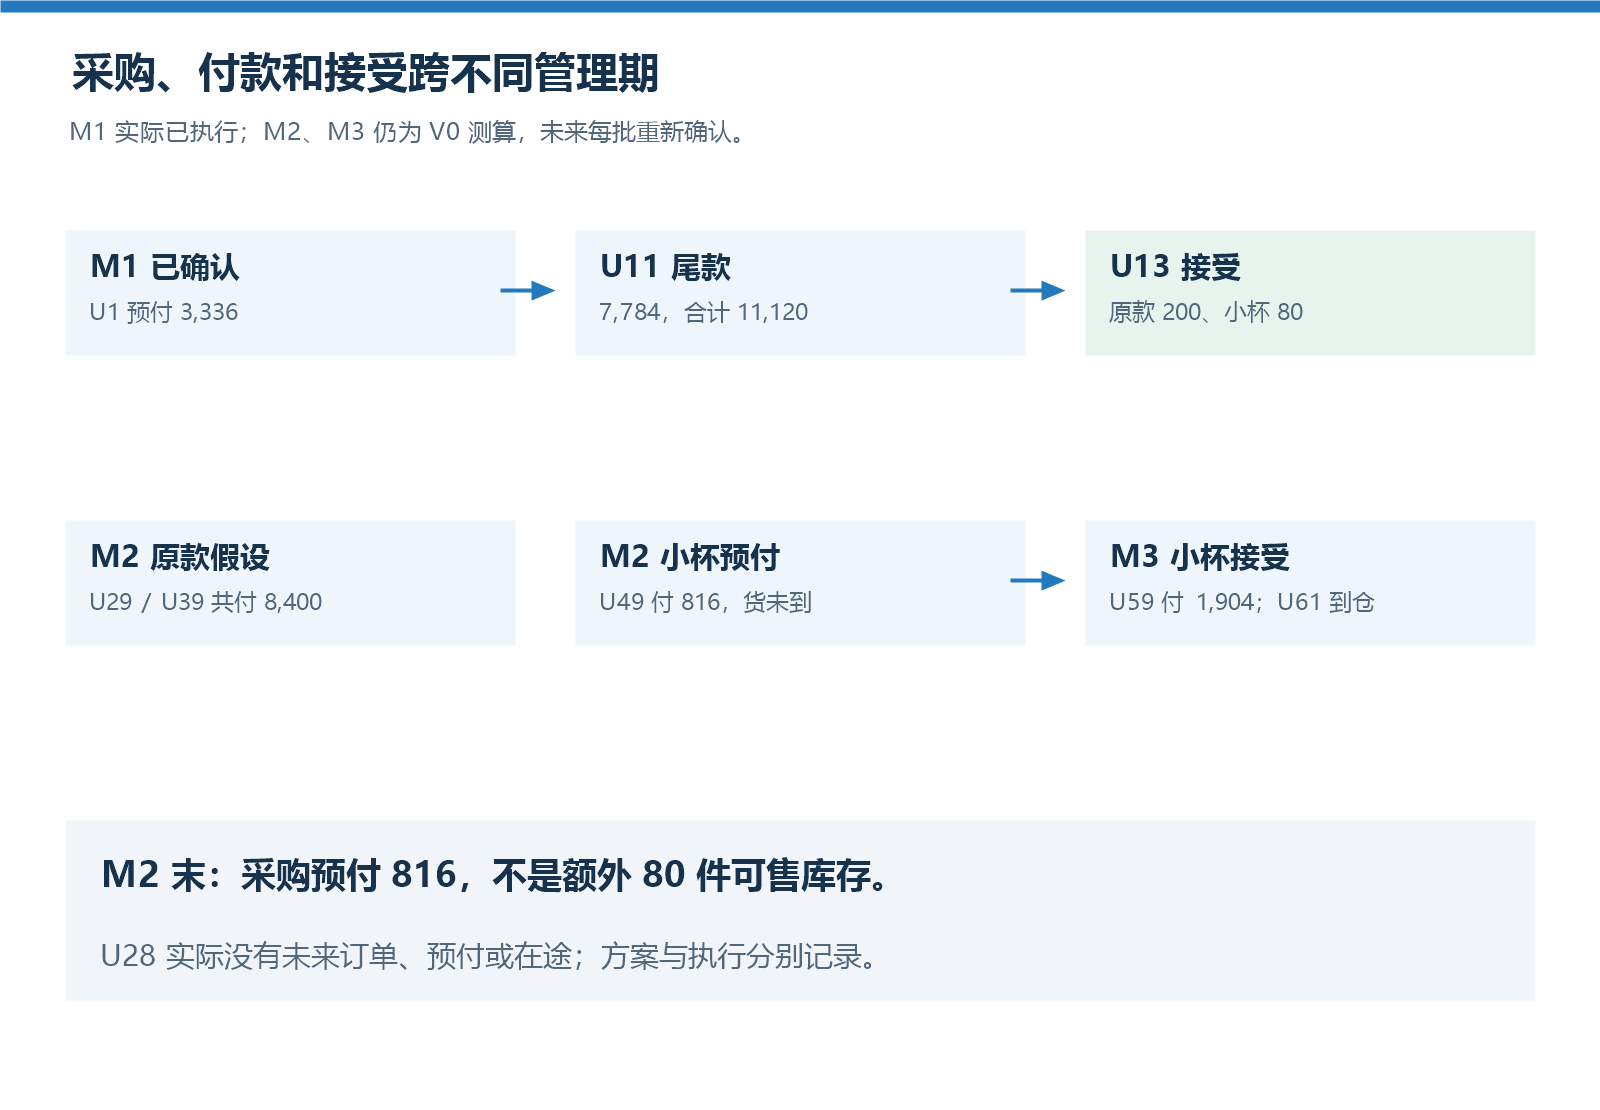 采购、付款和接受跨不同管理期
M1 实际已执行；M2、M3 仍为 V0 测算，未来每批重新确认。
M1 已确认
U1 预付 3,336
U11 尾款
7,784，合计 11,120
U13 接受
原款 200、小杯 80
M2 原款假设
U29 / U39 共付 8,400
M2 小杯预付
U49 付 816，货未到
M3 小杯接受
U59 付 1,904；U61 到仓
M2 末：采购预付 816，不是额外 80 件可售库存。
U28 实际没有未来订单、预付或在途；方案与执行分别记录。